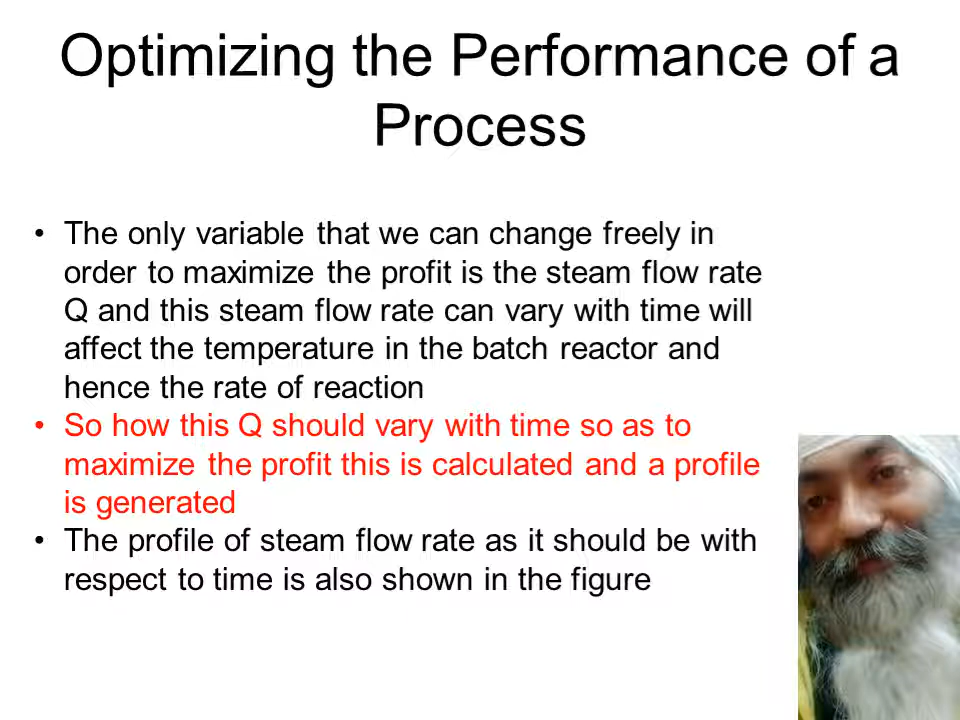 Optimizing the Performance of a
Process
• The only variable that we can change freely in
order to maximize the profit is the steam flow rate
Q and this steam flow rate can vary with time will
affect the temperature in the batch reactor and
hence the rate of reaction
• So how this Q should vary with time so as to
maximize the profit this is calculated and a profile
is generated
• The profile of steam flow rate as it should be with
respect to time is also shown in the figure